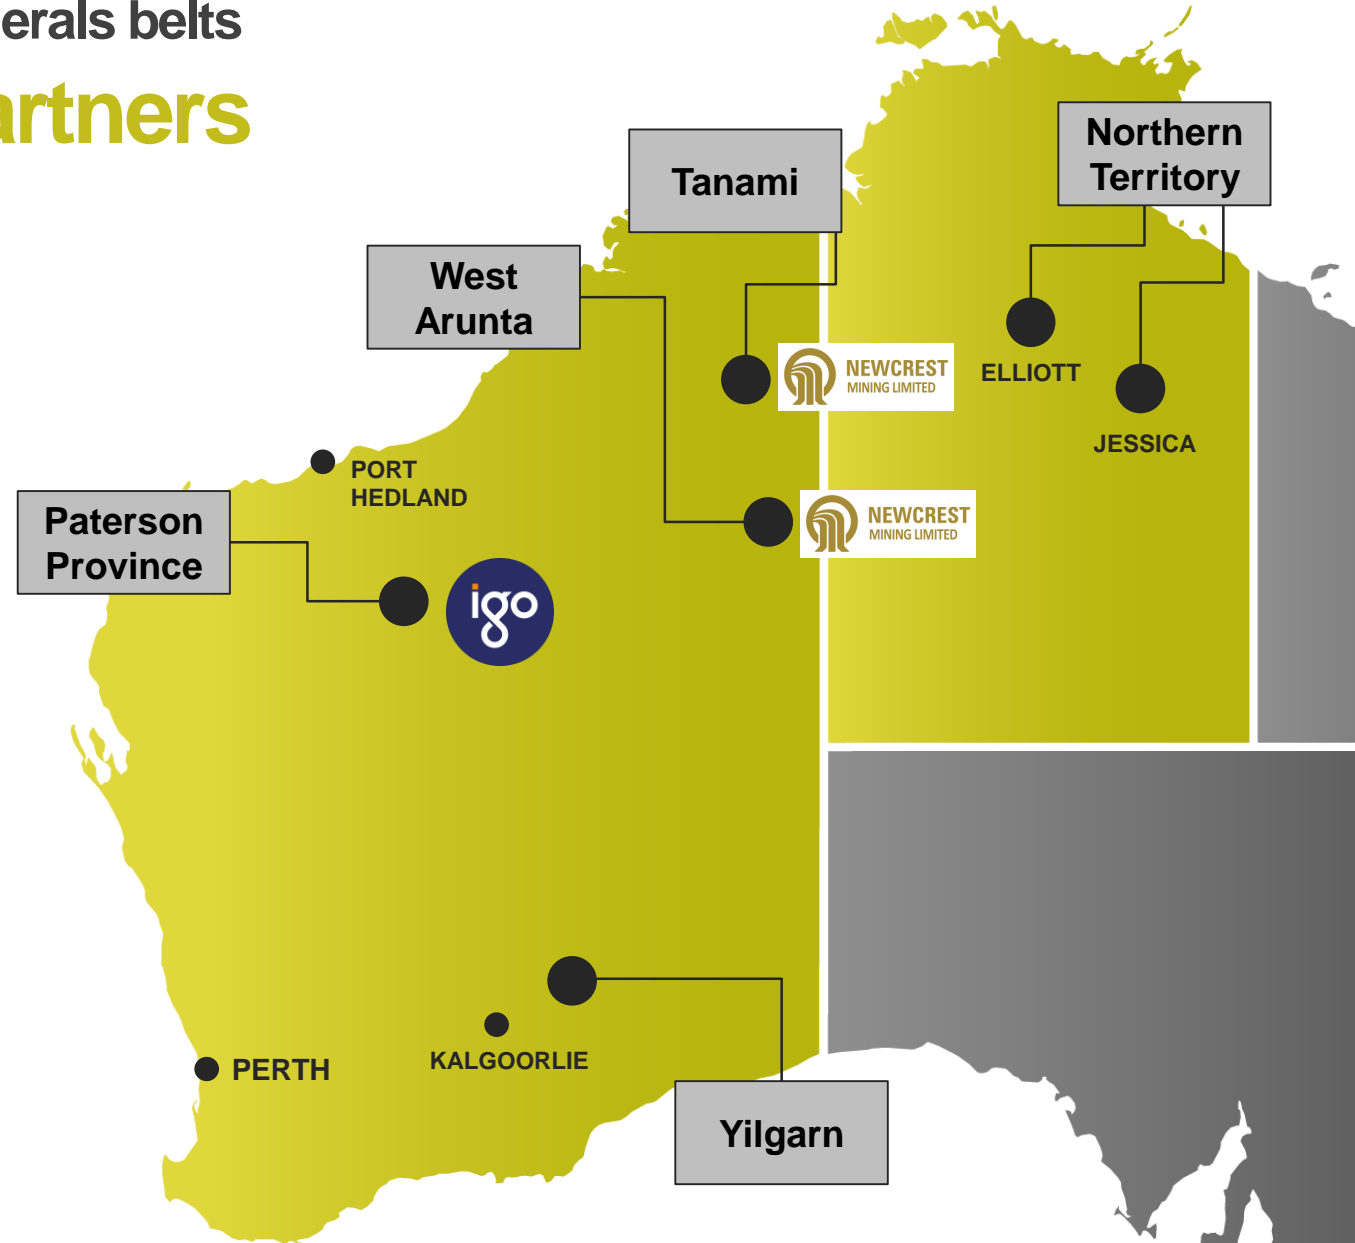 erals belts
artners
Northern
Territory
Tanami
West
Arunta
NEWCREST
MINING LIMITED
ELLIOTT
JESSICA
PORT
HEDLAND
NEWCREST
MINING LIMITED
Paterson
Province
igo
KALGOORLIE
PERTH
Yilgarn